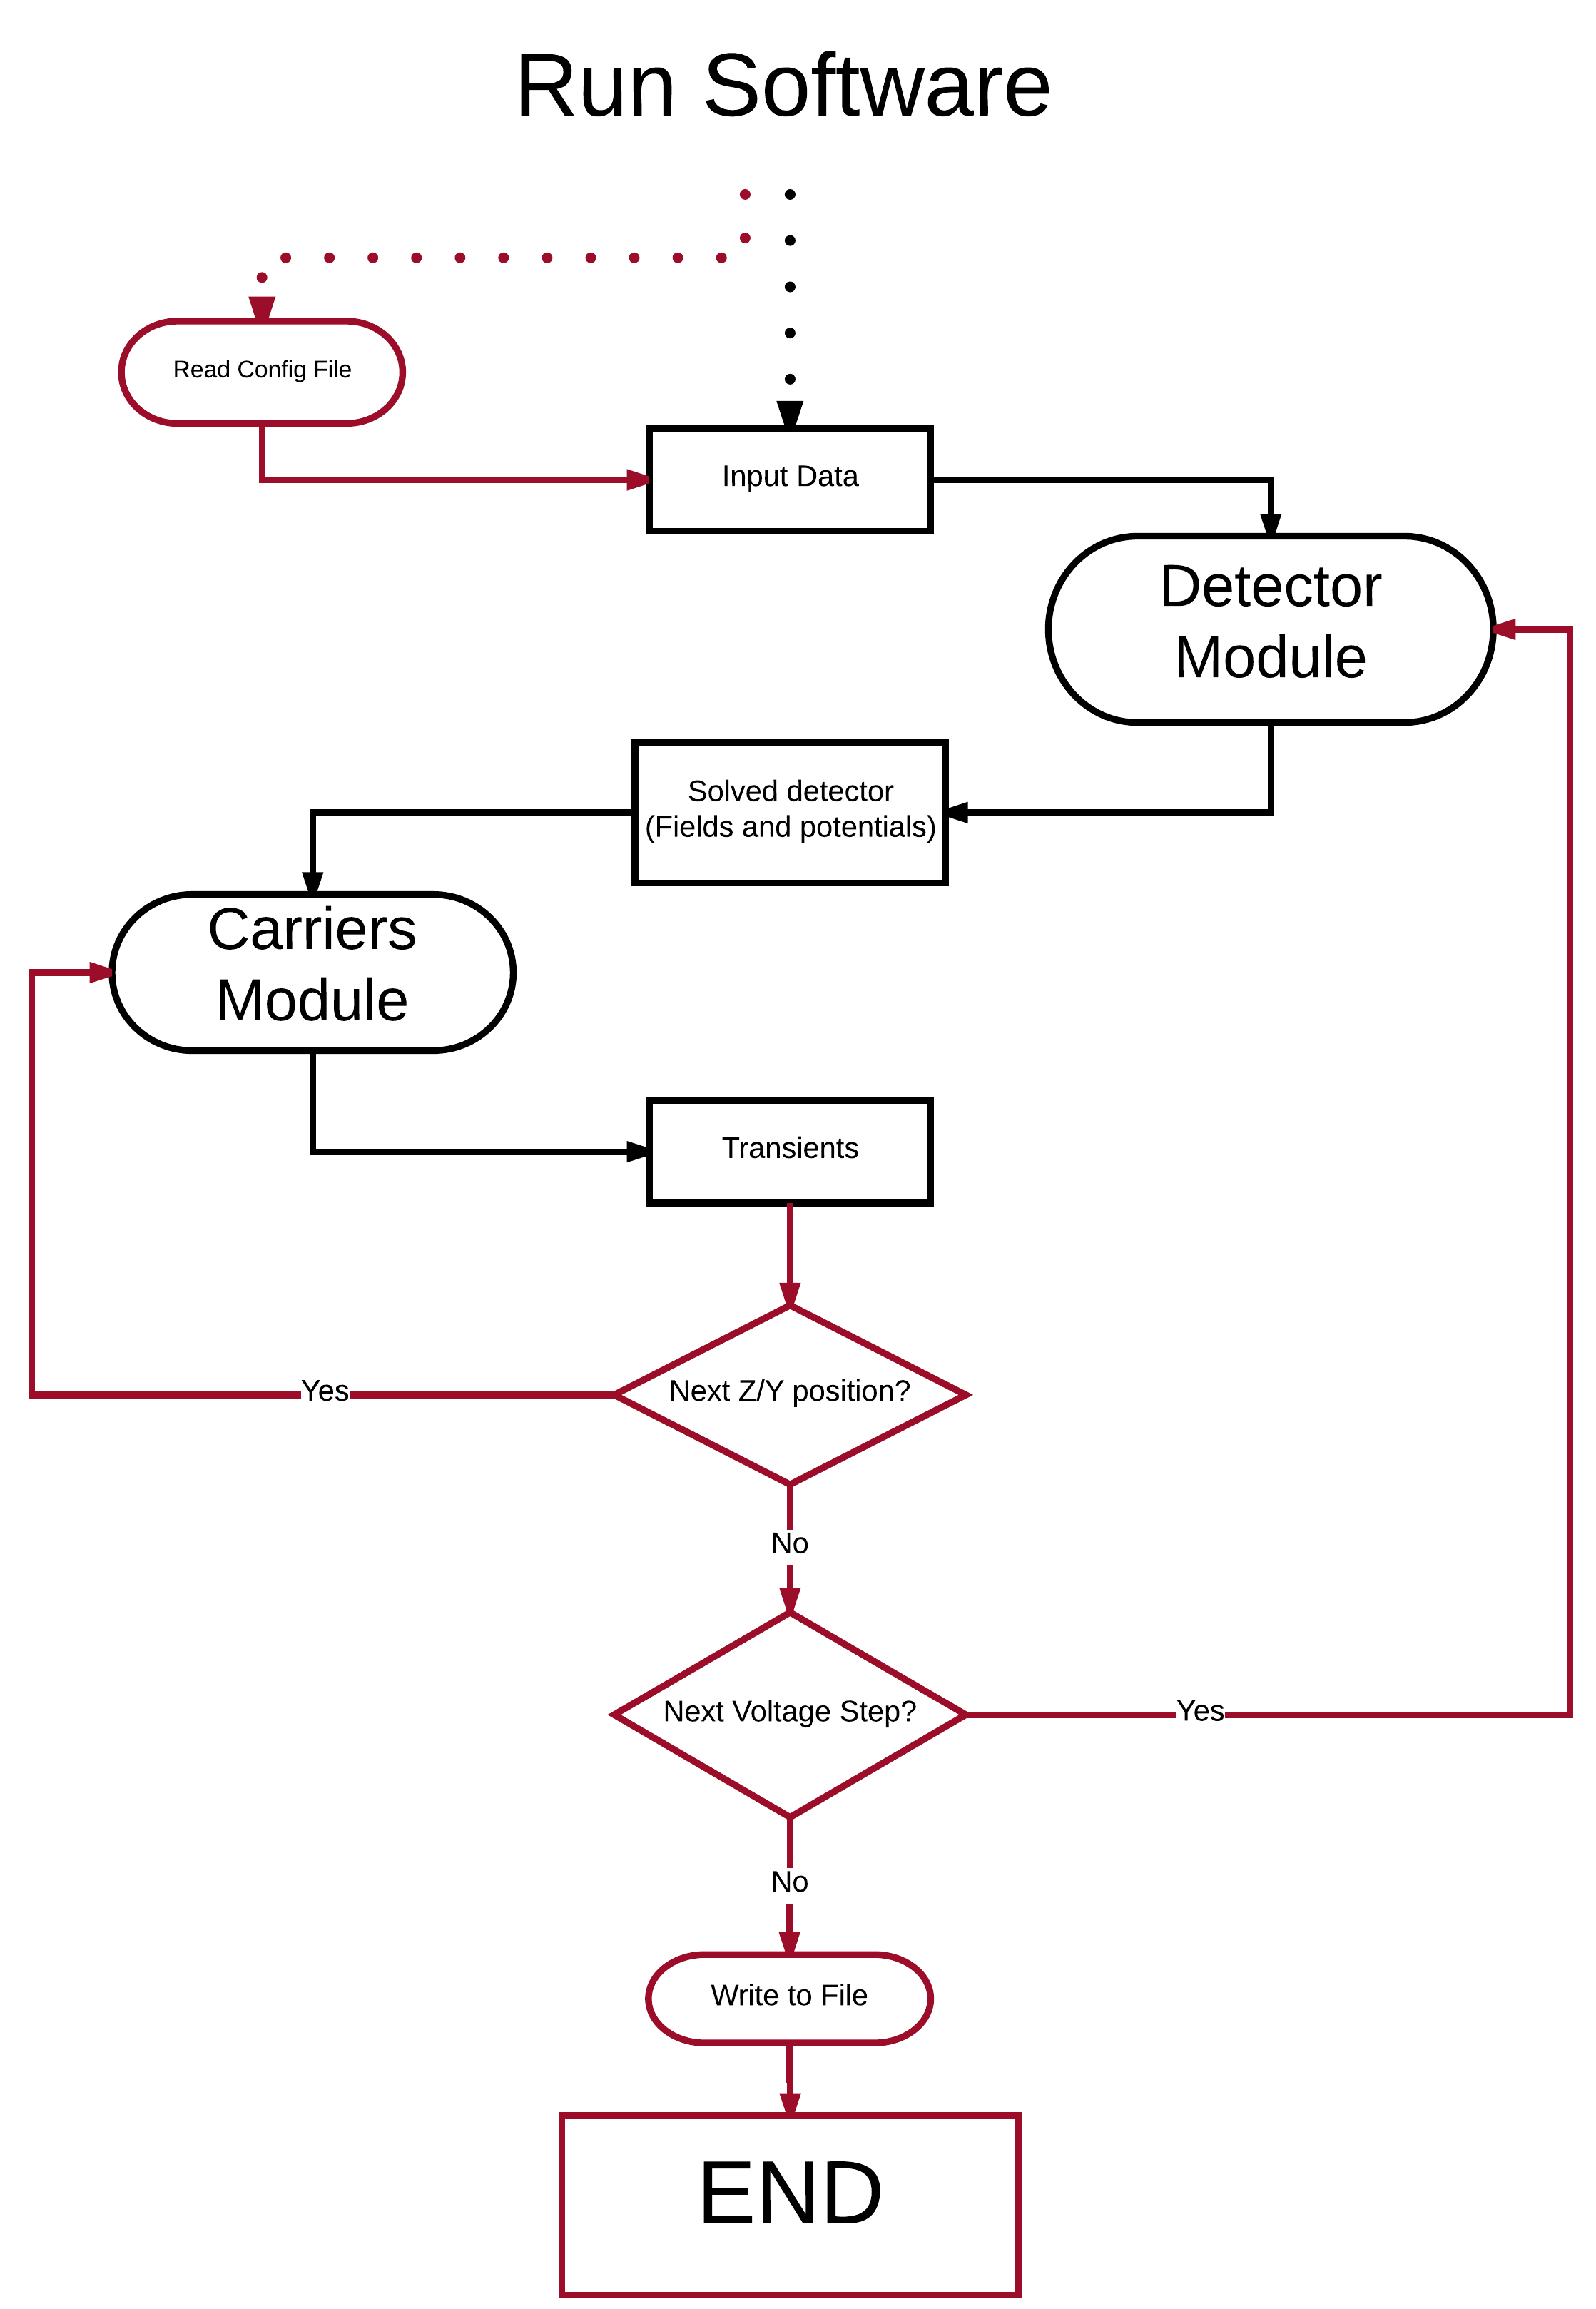 Run Software
Read Config File
Input Data
Detector
Module
Solved detector
(Fields and potentials)
Carriers
Module
Transients
Next Z/Y position?
Yes
No
Next Voltage Step?
Yes
No
Write to File
END